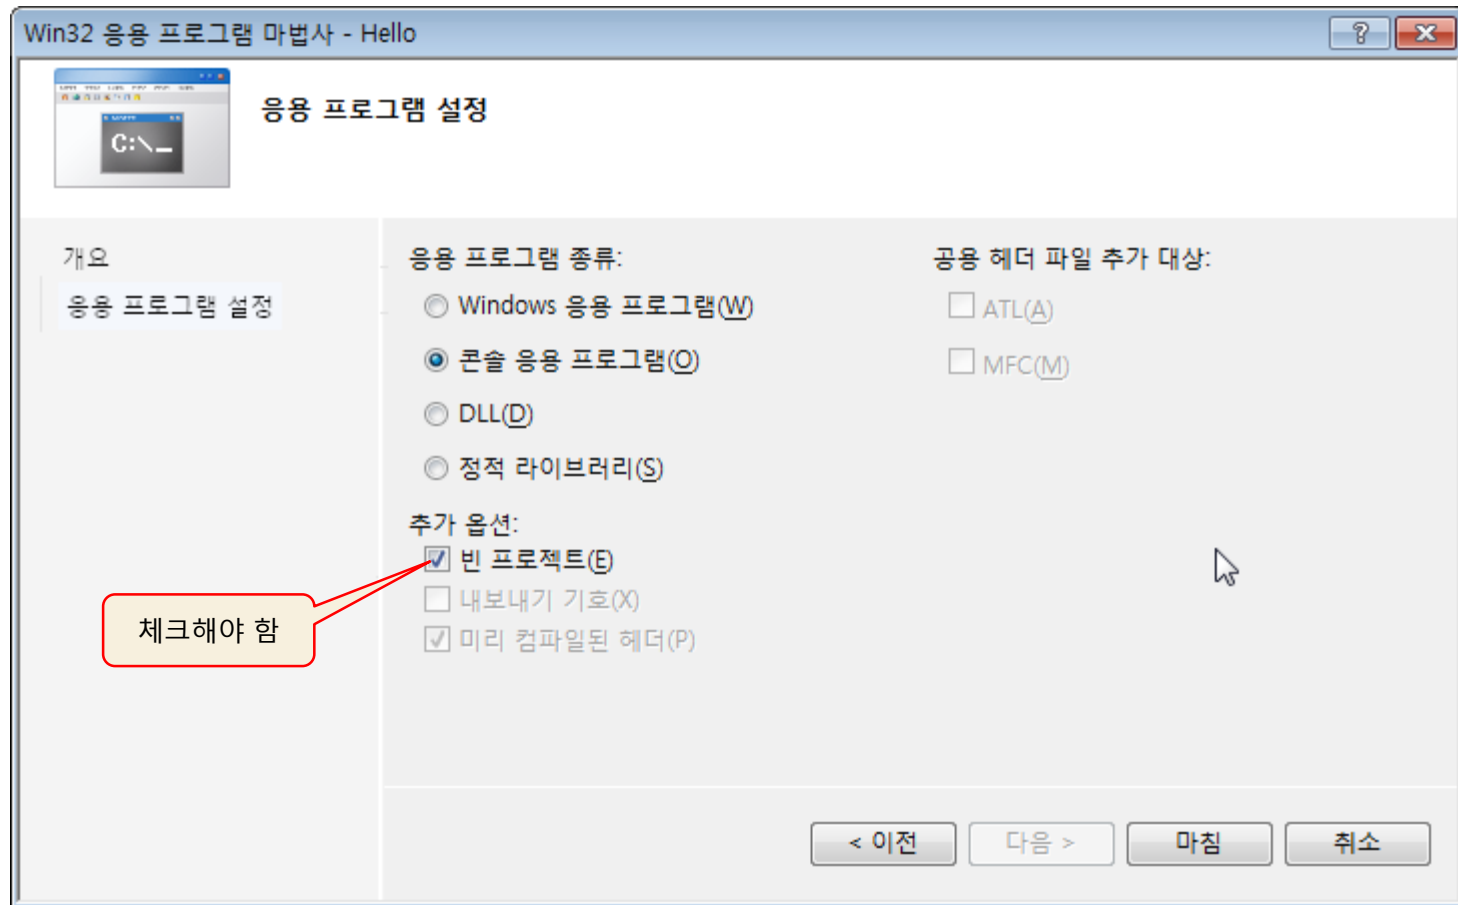 Win32 응용 프로그램 마법사 - Hello
C:\_
응용 프로그램 설정
개요
응용 프로그램 설정
응용 프로그램 종류:
Windows 응용 프로그램(W)
콘솔 응용 프로그램(O)
DLL(D)
정적 라이브러리(S)
추가 옵션:
빈 프로젝트(E)
내보내기 기호(X)
미리 컴파일된 헤더(P)
공용 헤더 파일 추가 대상:
ATL(A)
MFC(M)
체크해야 함
< 이전
다음 >
마침
취소